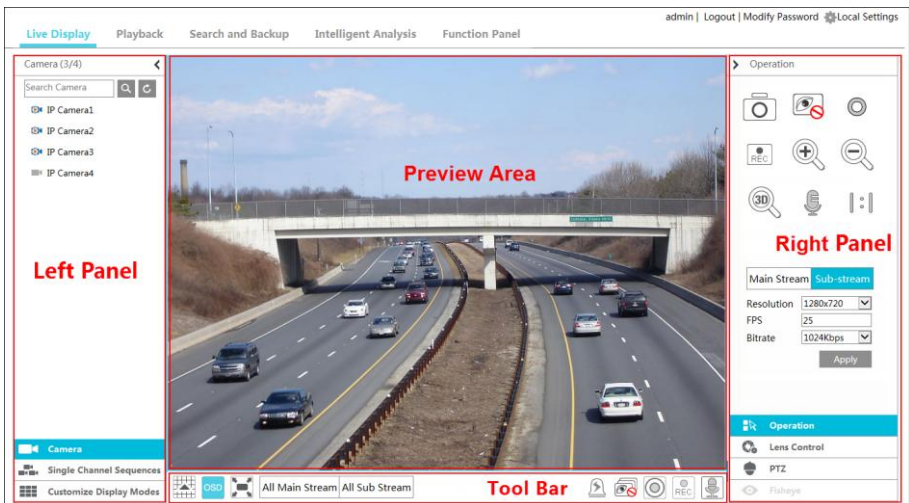 admin | Logout | Modify Password Local Settings
Live Display Playback Search and Backup Intelligent Analysis Function Panel
Camera (3/4)
Search Camera
IP Camera1
IP Camera2
IP Camera3
IP Camera4
Left Panel
Camera
Single Channel Sequences
Customize Display Modes
Preview Area
OSD
All Main Stream All Sub Stream
Tool Bar
REC
Operation
REC
3D
1:1
Right Panel
Main Stream Sub-stream
Resolution 1280x720
FPS 25
Bitrate 1024Kbps
Apply
Operation
Lens Control
PTZ
Fisheye